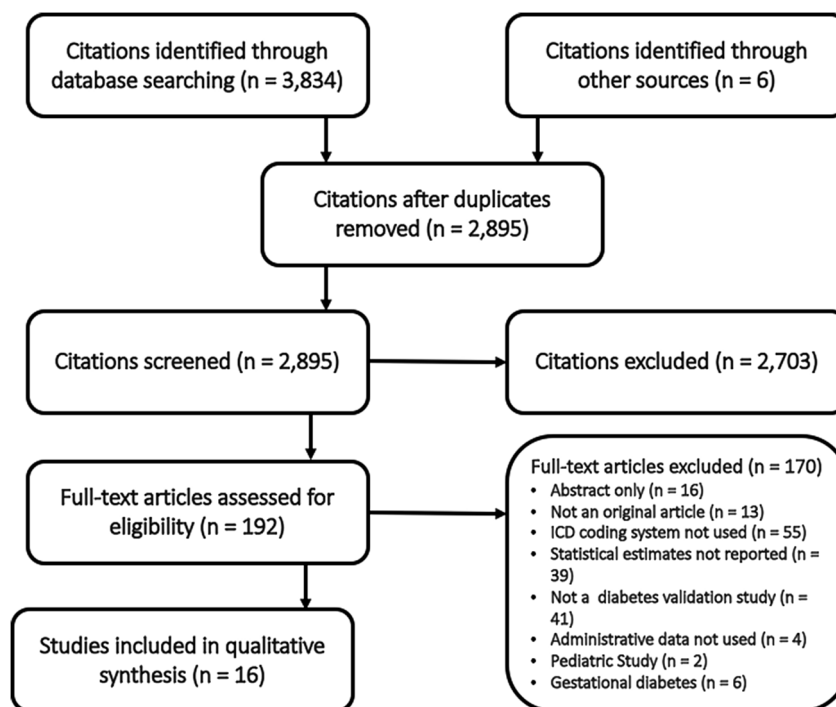 Citations identified through
database searching (n = 3,834)
Citations identified through
other sources (n = 6)
Citations after duplicates
removed (n = 2,895)
Citations screened (n = 2,895)
Citations excluded (n = 2,703)
Full-text articles assessed for
eligibility (n = 192)
Full-text articles excluded (n = 170)
• Abstract only (n = 16)
• Not an original article (n = 13)
• ICD coding system not used (n = 55)
• Statistical estimates not reported (n =
39)
• Not a diabetes validation study (n =
41)
• Administrative data not used (n = 4)
• Pediatric Study (n = 2)
• Gestational diabetes (n = 6)
Studies included in qualitative
synthesis (n = 16)